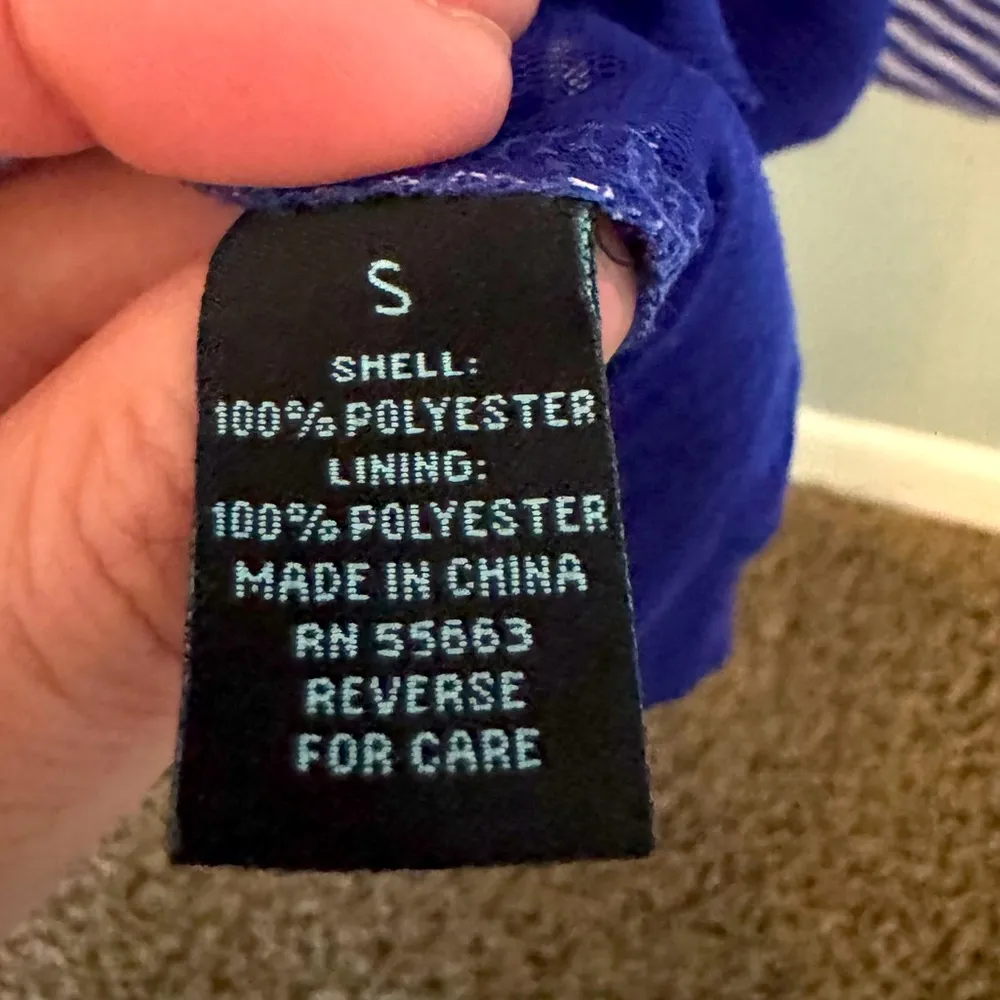 S
SHELL:
100% POLYESTER
LINING:
100% POLYESTER
MADE IN CHINA
RN 55663
REVERSE
FOR CARE